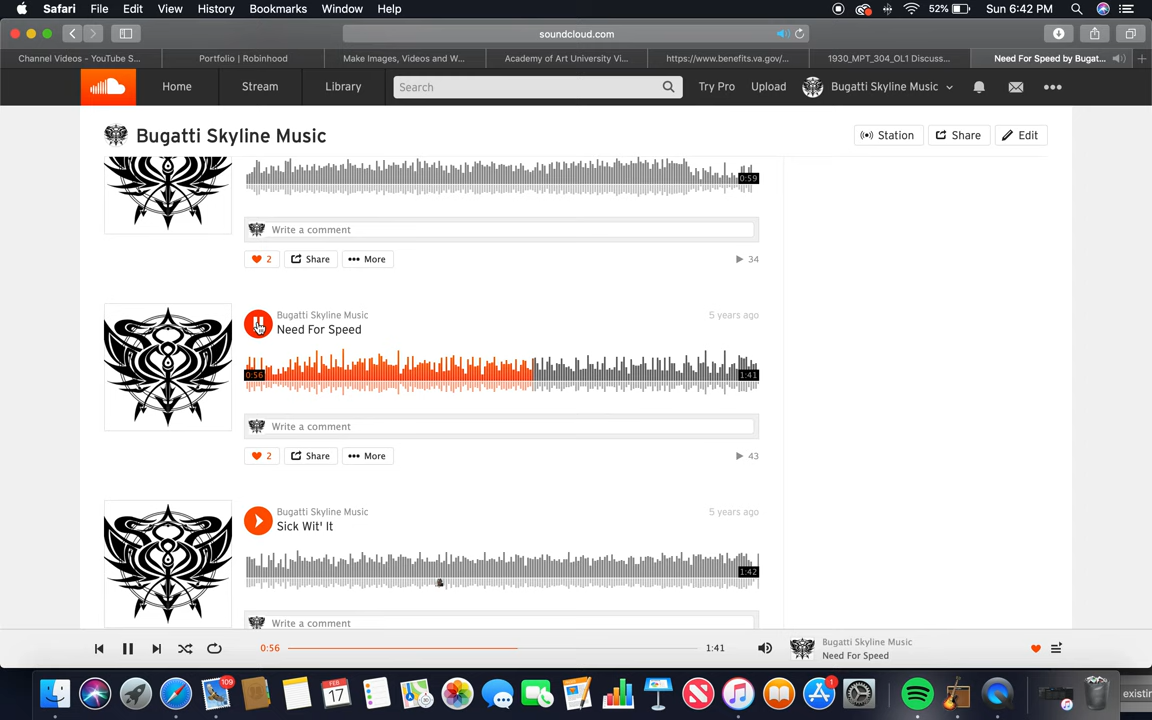 Safari File Edit View History Bookmarks Window Help 52% Sun 6:42 PM
soundcloud.com
Channel Videos - YouTube S... Portfolio | Robinhood Make Images, Videos and W... Academy of Art University Vi... https://www.benefits.va.gov/... 1930_MPT_304_OL1 Discuss... Need For Speed by Bugat...
Home Stream Library Search Try Pro Upload Bugatti Skyline Music
Bugatti Skyline Music Station Share Edit
0:59
Write a comment
2 Share More 34
Bugatti Skyline Music 5 years ago
Need For Speed
0:56 1:41
Write a comment
2 Share More 43
Bugatti Skyline Music 5 years ago
Sick Wit' It
1:42
Write a comment
0:56 1:41 Bugatti Skyline Music
Need For Speed
109 FEB 17 1 existin